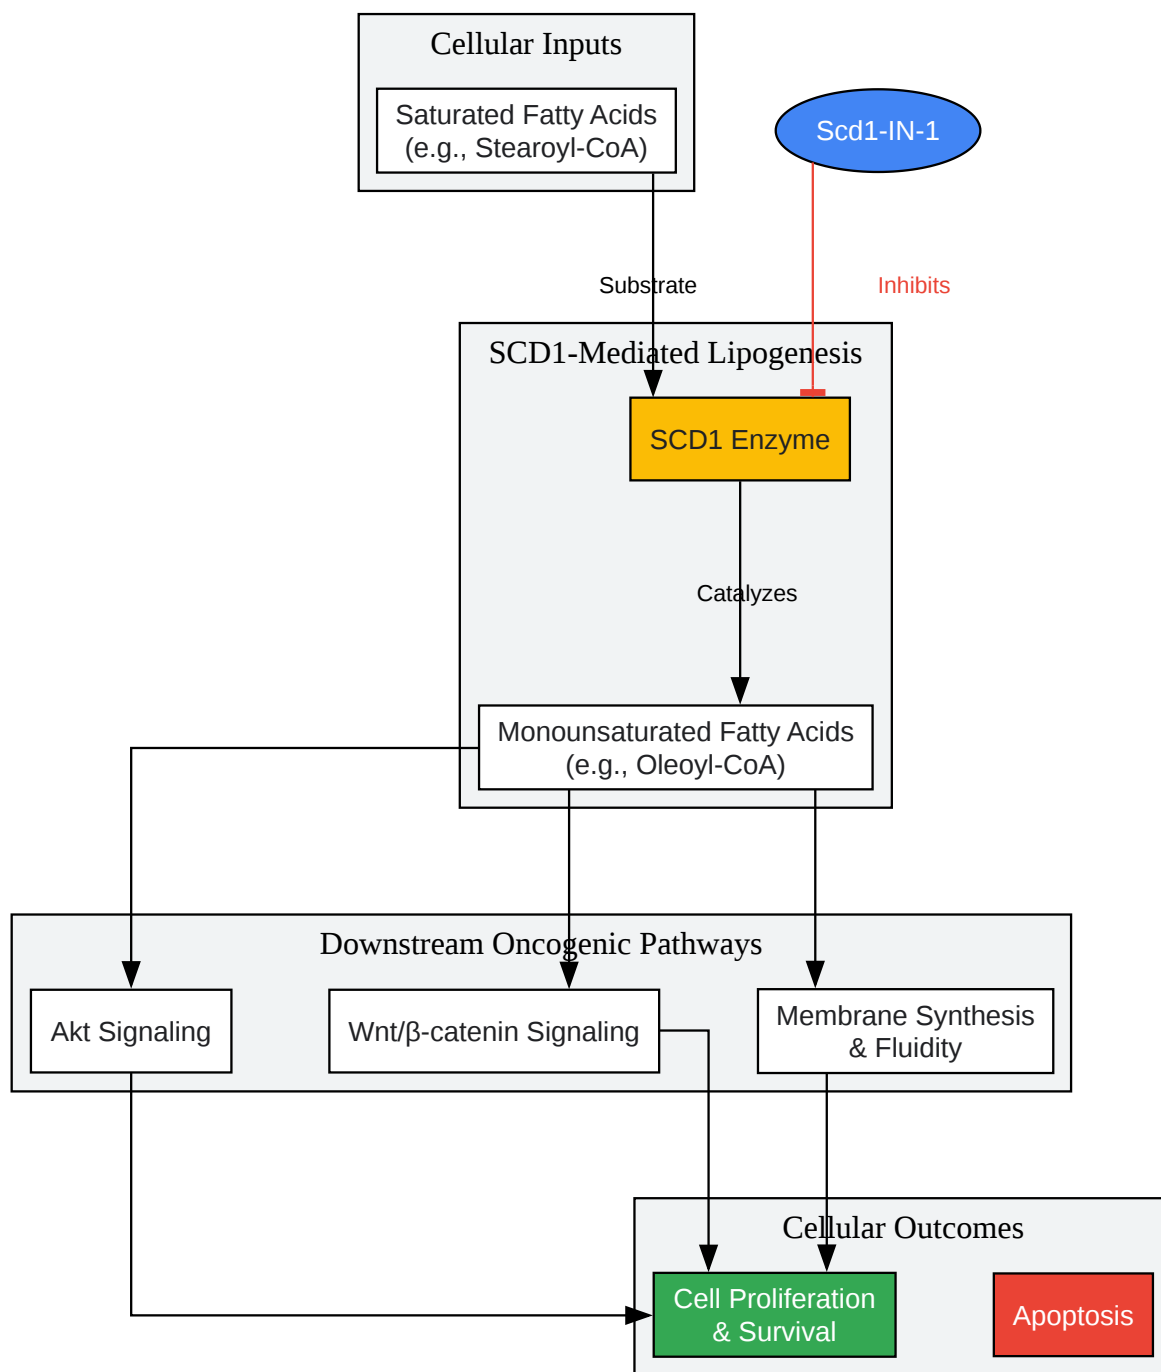 Cellular Inputs
Saturated Fatty Acids
(e.g., Stearoyl-CoA)
Scd1-IN-1
Substrate
Inhibits
SCD1-Mediated Lipogenesis
SCD1 Enzyme
Catalyzes
Monounsaturated Fatty Acids
(e.g., Oleoyl-CoA)
Downstream Oncogenic Pathways
Akt Signaling
Wnt/β-catenin Signaling
Membrane Synthesis
& Fluidity
Cellular Outcomes
Cell Proliferation
& Survival
Apoptosis